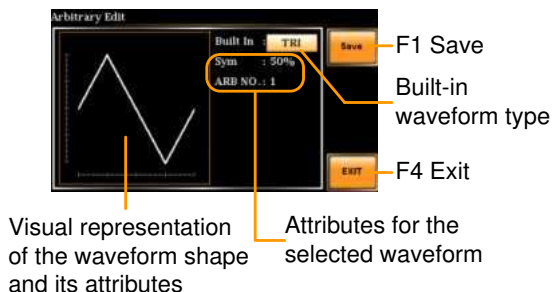 Arbitrary Edit
Built In : TRI
Sym : 50%
ARB NO.: 1
Save
EXIT
F1 Save
Built-in
waveform type
F4 Exit
Visual representation
of the waveform shape
and its attributes
Attributes for the
selected waveform